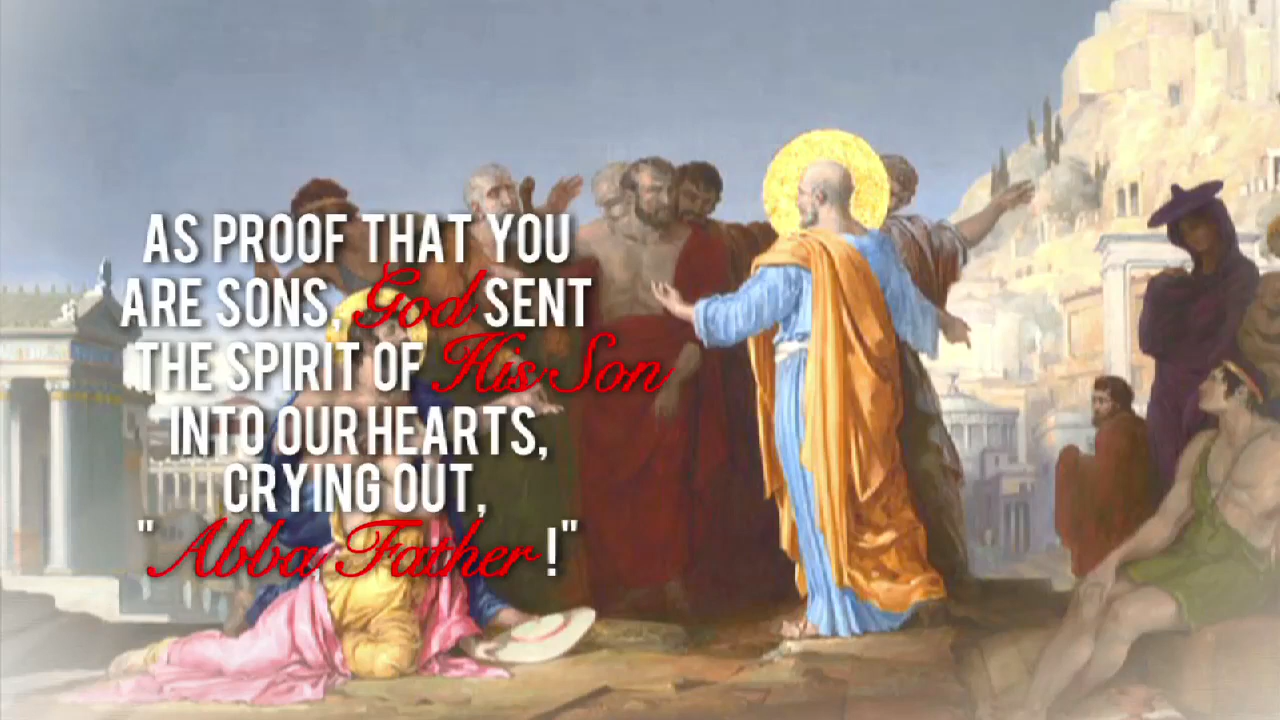 AS PROOF THAT YOU
ARE SONS, God SENT
THE SPIRIT OF His Son
INTO OUR HEARTS,
CRYING OUT,
"Abba, Father!"